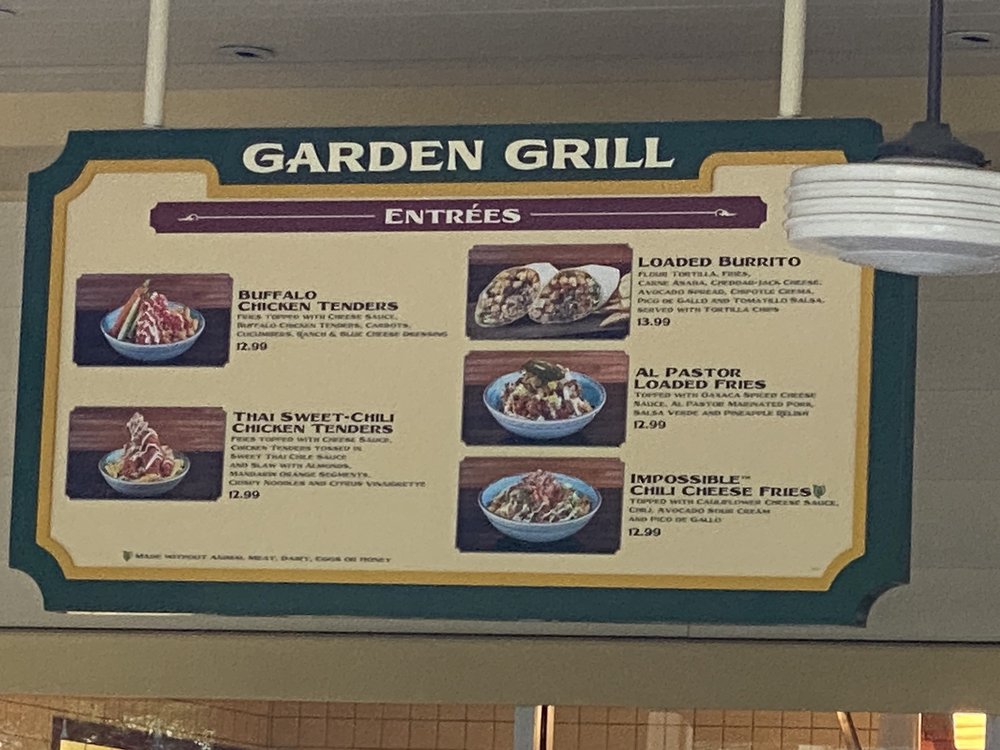 GARDEN GRILL
ENTRÉES
BUFFALO
CHICKEN TENDERS
FRIES TOPPED WITH CHEESE SAUCE,
BUFFALO CHICKEN TENDERS, CARROTS,
CUCUMBERS, RANCH & BLUE CHEESE DRESSING
12.99
THAI SWEET-CHILI
CHICKEN TENDERS
FRIES TOPPED WITH CHEESE SAUCE,
CHICKEN TENDERS TOSSED IN
SWEET THAI CHILE SAUCE
AND SLAW WITH ALMONDS,
MANDARIN ORANGE SEGMENTS,
CRISPY NOODLES AND CITRUS VINAIGRETTE
12.99
LOADED BURRITO
FLOUR TORTILLA, FRIES,
CARNE ASADA, CHEDDAR-JACK CHEESE,
AVOCADO SPREAD, CHIPOTLE CREMA,
PICO DE GALLO AND TOMATILLO SALSA.
SERVED WITH TORTILLA CHIPS
13.99
AL PASTOR
LOADED FRIES
TOPPED WITH OAXACA SPICED CHEESE
SAUCE, AL PASTOR MARINATED PORK,
SALSA VERDE AND PINEAPPLE RELISH
12.99
IMPOSSIBLE™
CHILI CHEESE FRIES
TOPPED WITH CAULIFLOWER CHEESE SAUCE,
CHILI, AVOCADO SOUR CREAM
AND PICO DE GALLO
12.99
MADE WITHOUT ANIMAL MEAT, DAIRY, EGGS OR HONEY